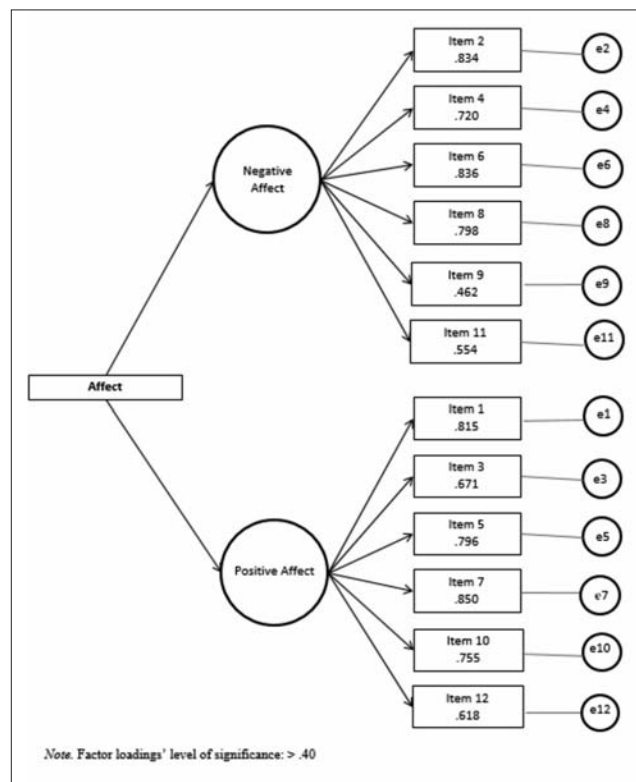 Item 2
.834
e2
Item 4
.720
e4
Item 6
.836
e6
Negative
Affect
Item 8
.798
e8
Item 9
.462
e9
Item 11
.554
e11
Affect
Item 1
.815
e1
Item 3
.671
e3
Item 5
.796
e5
Positive Affect
Item 7
.850
e7
Item 10
.755
e10
Item 12
.618
e12
Note. Factor loadings' level of significance: > .40